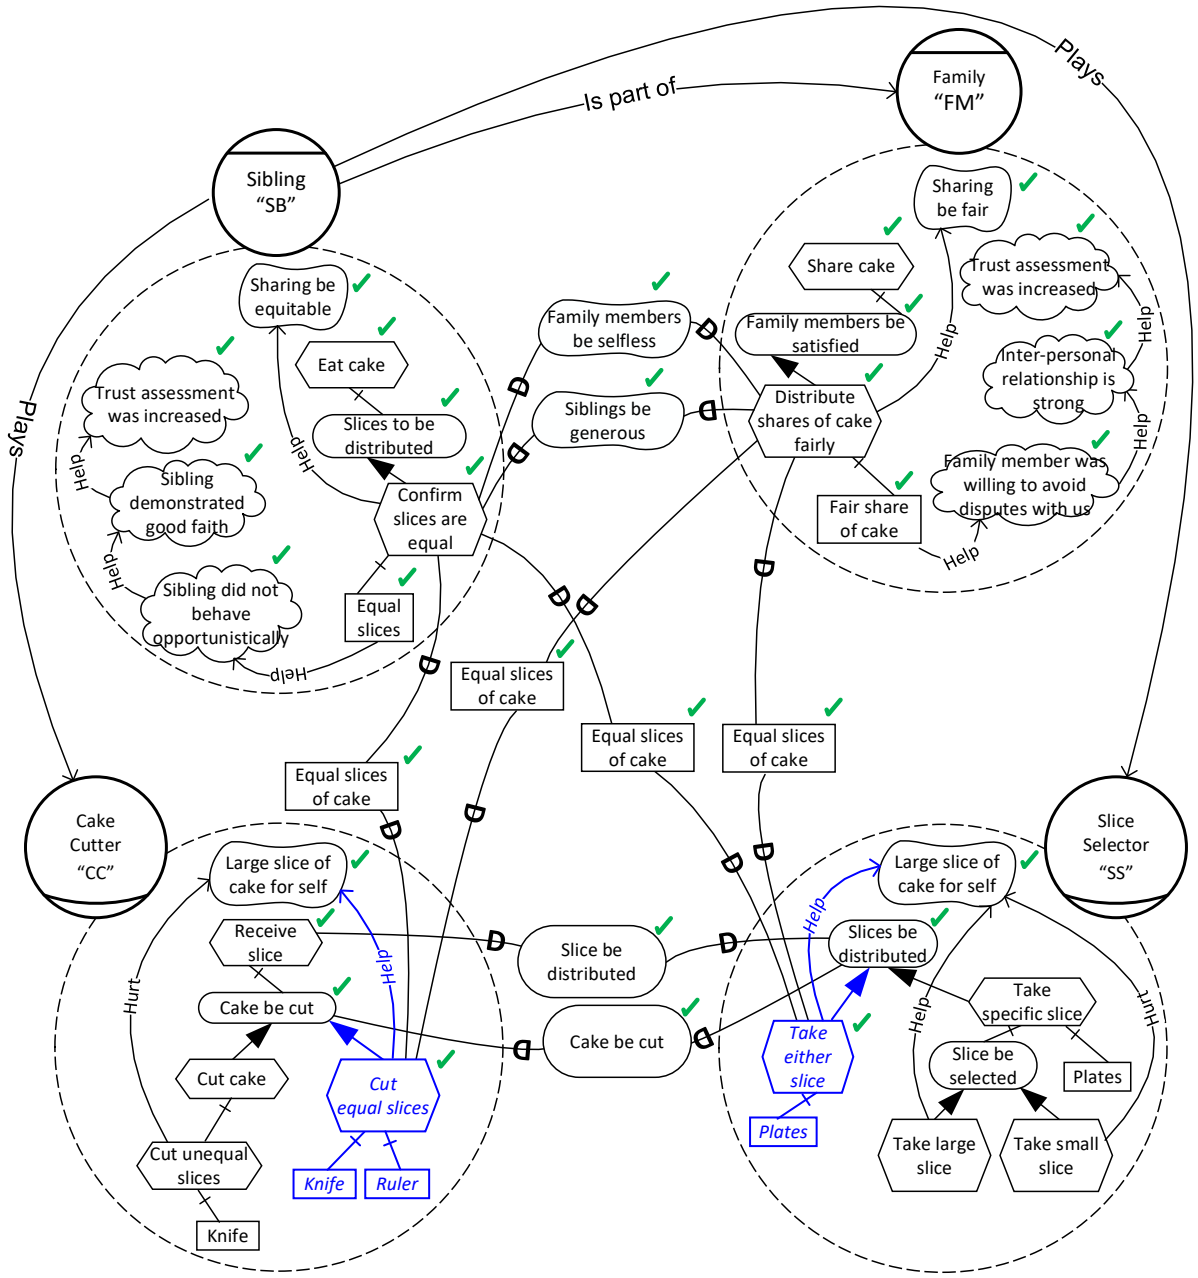 Plays
Is part of
Family
“FM”
Sibling
“SB”
Plays
Sharing
be fair
Share cake
Trust assessment
was increased
Family members be
satisfied
Help
Help
Inter-personal
relationship is
strong
Distribute
shares of cake
fairly
Help
Family member was
willing to avoid
disputes with us
Fair share
of cake
Help
Sharing be
equitable
Eat cake
Trust assessment
was increased
Slices to be
distributed
Help
Help
Sibling
demonstrated
good faith
Confirm
slices are
equal
Help
Sibling did not
behave
opportunistically
Equal
slices
Help
Family members
be selfless
D
D
Siblings be
generous
D
D
D
D
D
D
Equal slices
of cake
Equal slices
of cake
Equal slices
of cake
Equal slices
of cake
D
D
D
D
Cake
Cutter
“CC”
Slice
Selector
“SS”
Large slice of
cake for self
Receive
slice
Help
Hurt
Cake be cut
Cut cake
Cut
equal slices
Cut unequal
slices
Knife
Ruler
Knife
D
Slice be
distributed
D
D
Cake be cut
D
Large slice of
cake for self
Help
Slices be
distributed
Take
specific slice
Help
Hurt
Take
either
slice
Slice be
selected
Plates
Plates
Take large
slice
Take small
slice